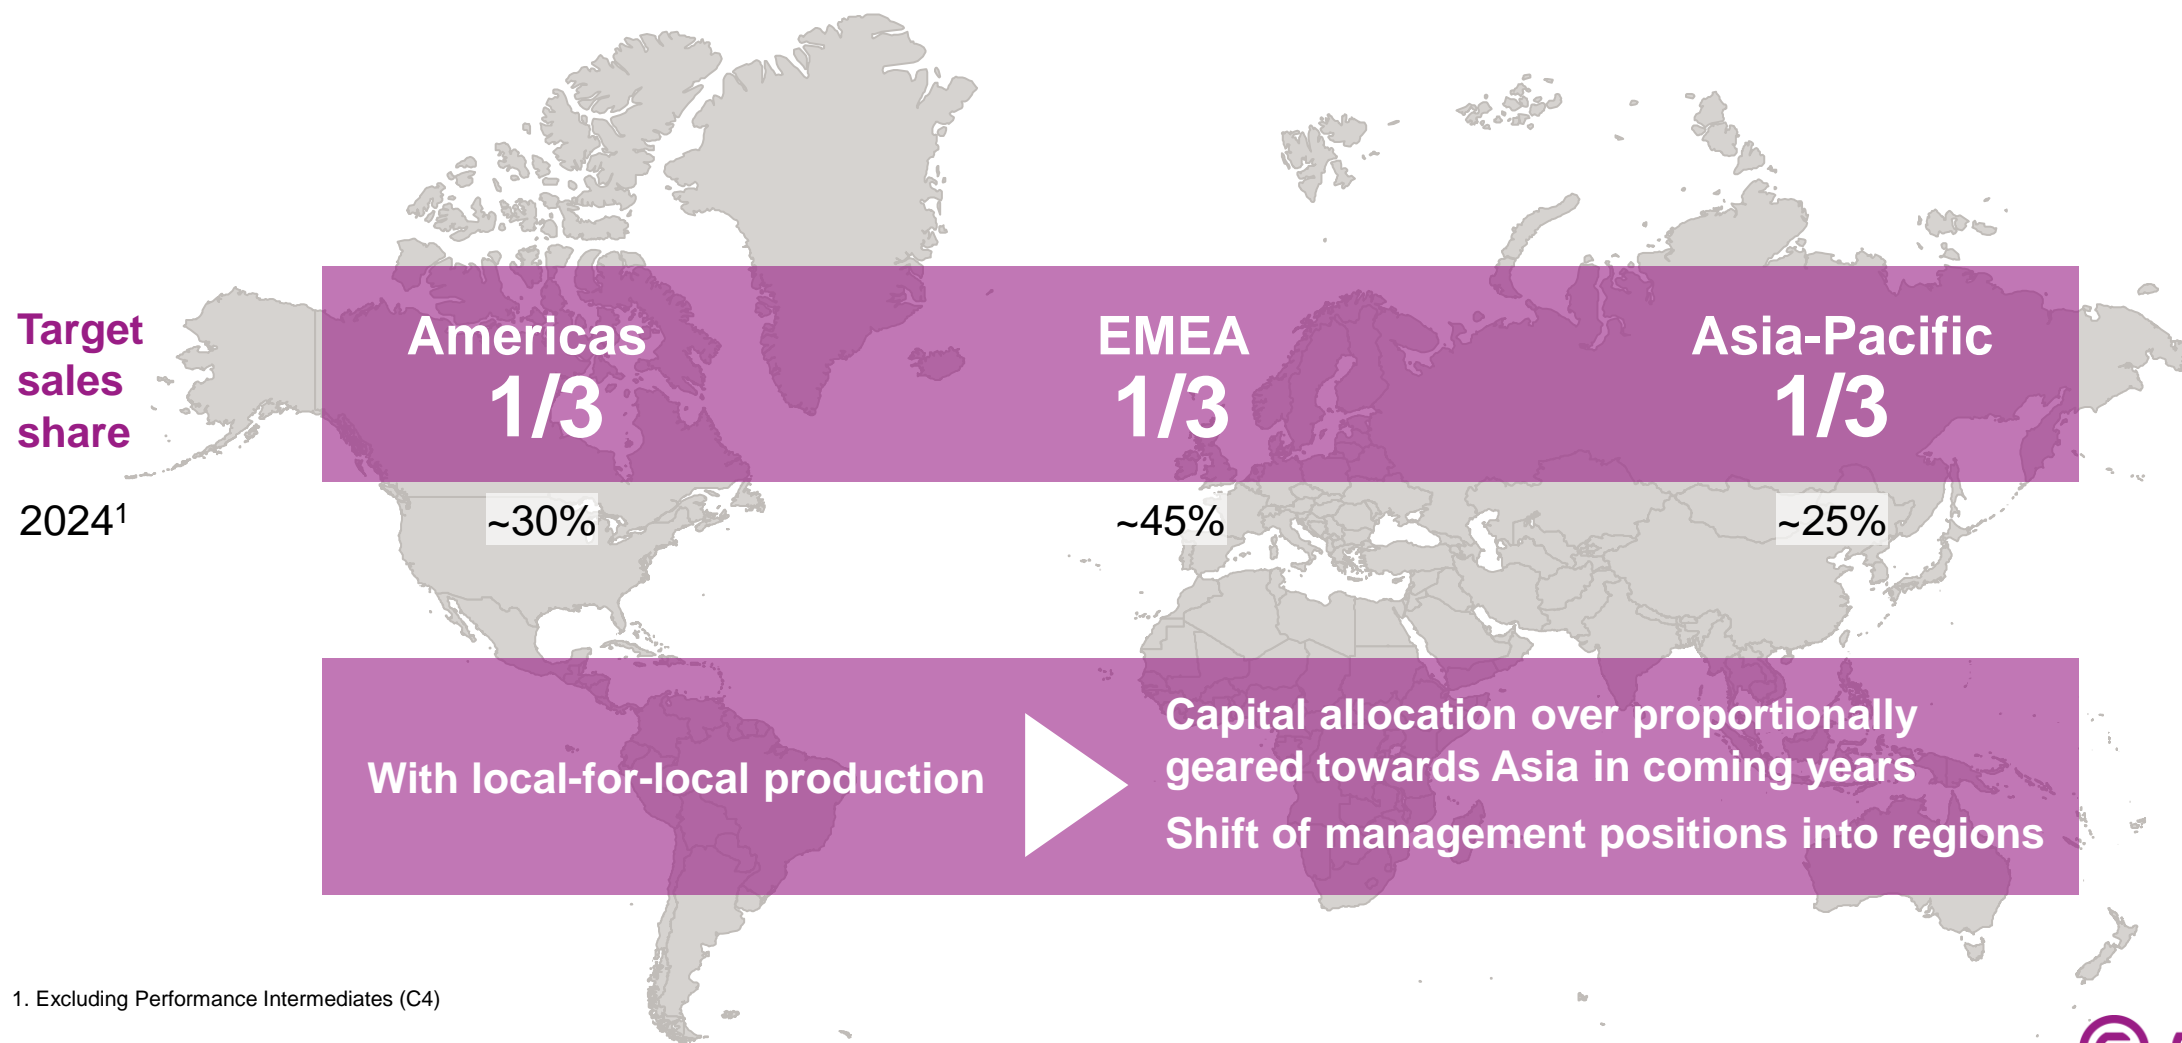 Target
sales
share
Americas
1/3
EMEA
1/3
Asia-Pacific
1/3
2024¹
~30%
~45%
~25%
With local-for-local production
Capital allocation over proportionally
geared towards Asia in coming years
Shift of management positions into regions
1. Excluding Performance Intermediates (C4)